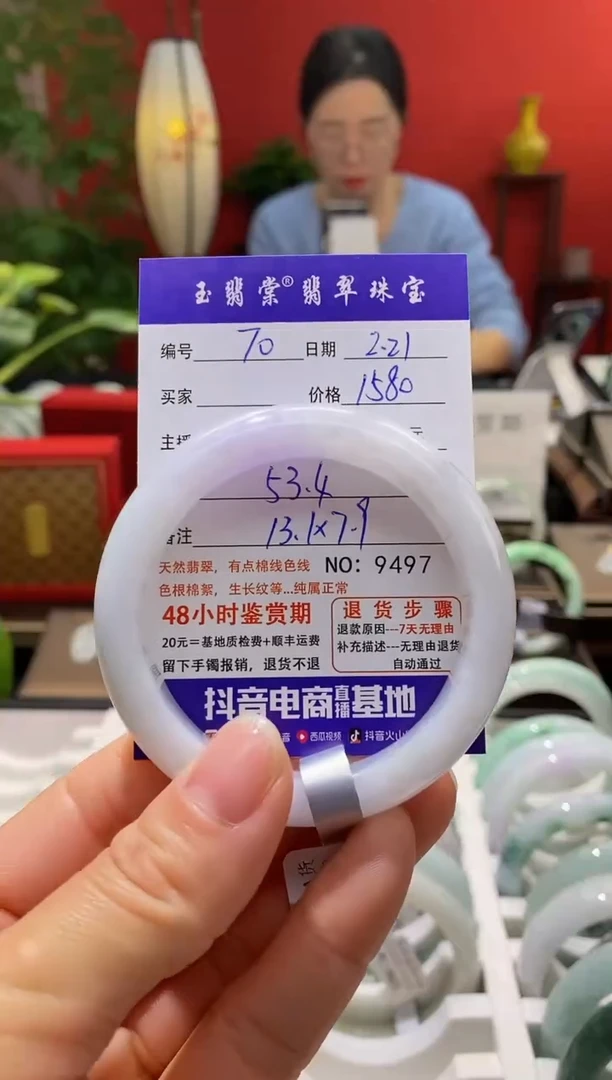 玉翡棠® 翡翠珠宝
编号 70 日期 2.21
买家 价格 1580
主播 元
53.4
备注 13.1×7.9
天然翡翠，有点棉线色线 NO: 9497
色根棉絮，生长纹等...纯属正常
48小时鉴赏期 退货步骤
20元=基地质检费+顺丰运费 退款原因---7天无理由
留下手镯报销，退货不退 补充描述---无理由退货
自动通过
抖音电商直播基地
音 西瓜视频 抖音火山
货